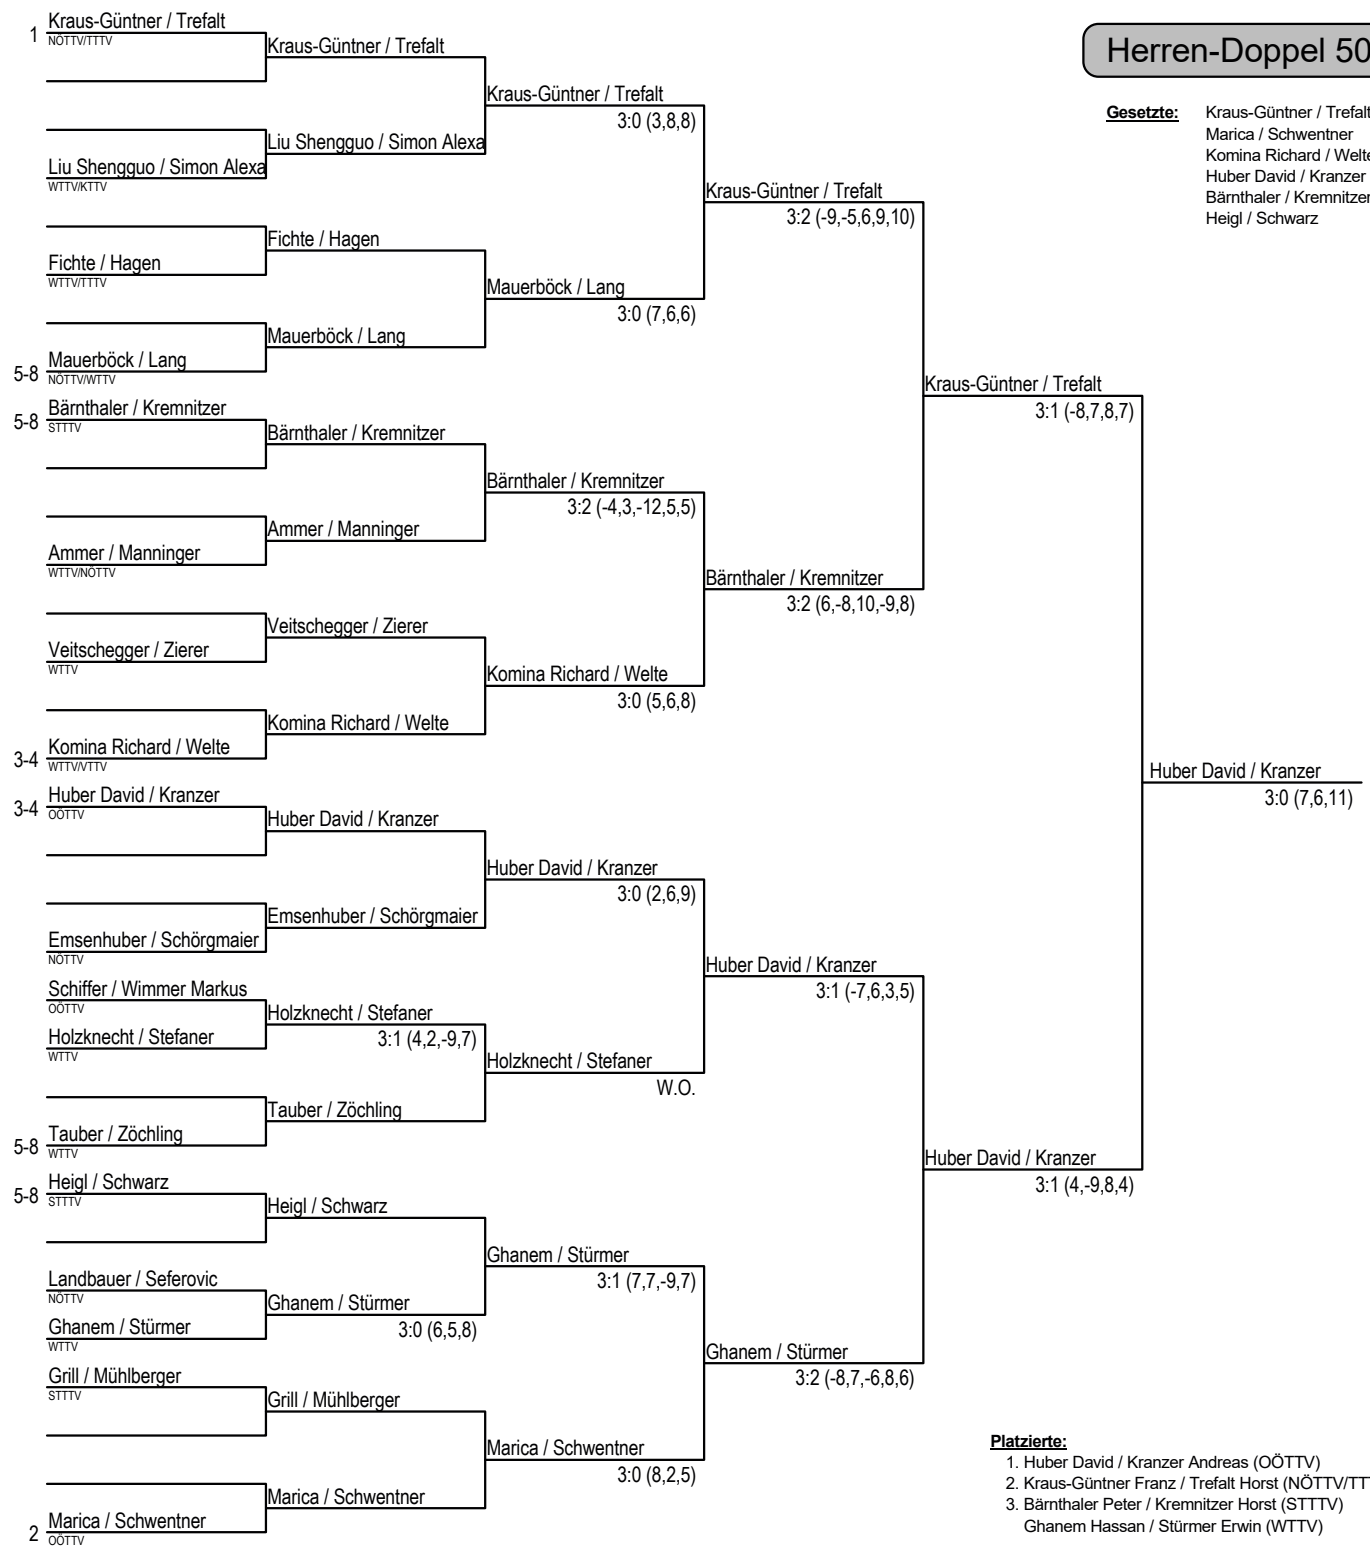 Herren-Doppel 50
Gesetzte: Kraus-Güntner / Trefalt
Marica / Schwentner
Komina Richard / Welte
Huber David / Kranzer
Bärnthaler / Kremnitzer
Heigl / Schwarz
1 Kraus-Güntner / Trefalt
NÖTTV/TTTV
Liu Shengguo / Simon Alexa
WTTV/KTTV
Fichte / Hagen
WTTV/TTTV
5-8 Mauerböck / Lang
NÖTTV/WTTV
5-8 Bärnthaler / Kremnitzer
STTTV
Ammer / Manninger
WTTV/NÖTTV
Veitschegger / Zierer
WTTV
3-4 Komina Richard / Welte
WTTV/VTTV
3-4 Huber David / Kranzer
OÖTTV
Emsenhuber / Schörgmaier
NÖTTV
Schiffer / Wimmer Markus
OÖTTV
Holzknecht / Stefaner
WTTV
5-8 Tauber / Zöchling
WTTV
5-8 Heigl / Schwarz
STTTV
Landbauer / Seferovic
NÖTTV
Ghanem / Stürmer
WTTV
Grill / Mühlberger
STTTV
2 Marica / Schwentner
OÖTTV
Kraus-Güntner / Trefalt
Liu Shengguo / Simon Alexa
Fichte / Hagen
Mauerböck / Lang
Bärnthaler / Kremnitzer
Ammer / Manninger
Veitschegger / Zierer
Komina Richard / Welte
Huber David / Kranzer
Emsenhuber / Schörgmaier
Holzknecht / Stefaner
3:1 (4,2,-9,7)
Tauber / Zöchling
Heigl / Schwarz
Ghanem / Stürmer
3:0 (6,5,8)
Grill / Mühlberger
Marica / Schwentner
Kraus-Güntner / Trefalt
3:0 (3,8,8)
Mauerböck / Lang
3:0 (7,6,6)
Bärnthaler / Kremnitzer
3:2 (-4,3,-12,5,5)
Komina Richard / Welte
3:0 (5,6,8)
Huber David / Kranzer
3:0 (2,6,9)
Holzknecht / Stefaner
W.O.
Ghanem / Stürmer
3:1 (7,7,-9,7)
Marica / Schwentner
3:0 (8,2,5)
Kraus-Güntner / Trefalt
3:2 (-9,-5,6,9,10)
Bärnthaler / Kremnitzer
3:2 (6,-8,10,-9,8)
Huber David / Kranzer
3:1 (-7,6,3,5)
Ghanem / Stürmer
3:2 (-8,7,-6,8,6)
Kraus-Güntner / Trefalt
3:1 (-8,7,8,7)
Huber David / Kranzer
3:1 (4,-9,8,4)
Huber David / Kranzer
3:0 (7,6,11)
Platzierte:
1. Huber David / Kranzer Andreas (OÖTTV)
2. Kraus-Güntner Franz / Trefalt Horst (NÖTTV/TT
3. Bärnthaler Peter / Kremnitzer Horst (STTTV)
Ghanem Hassan / Stürmer Erwin (WTTV)